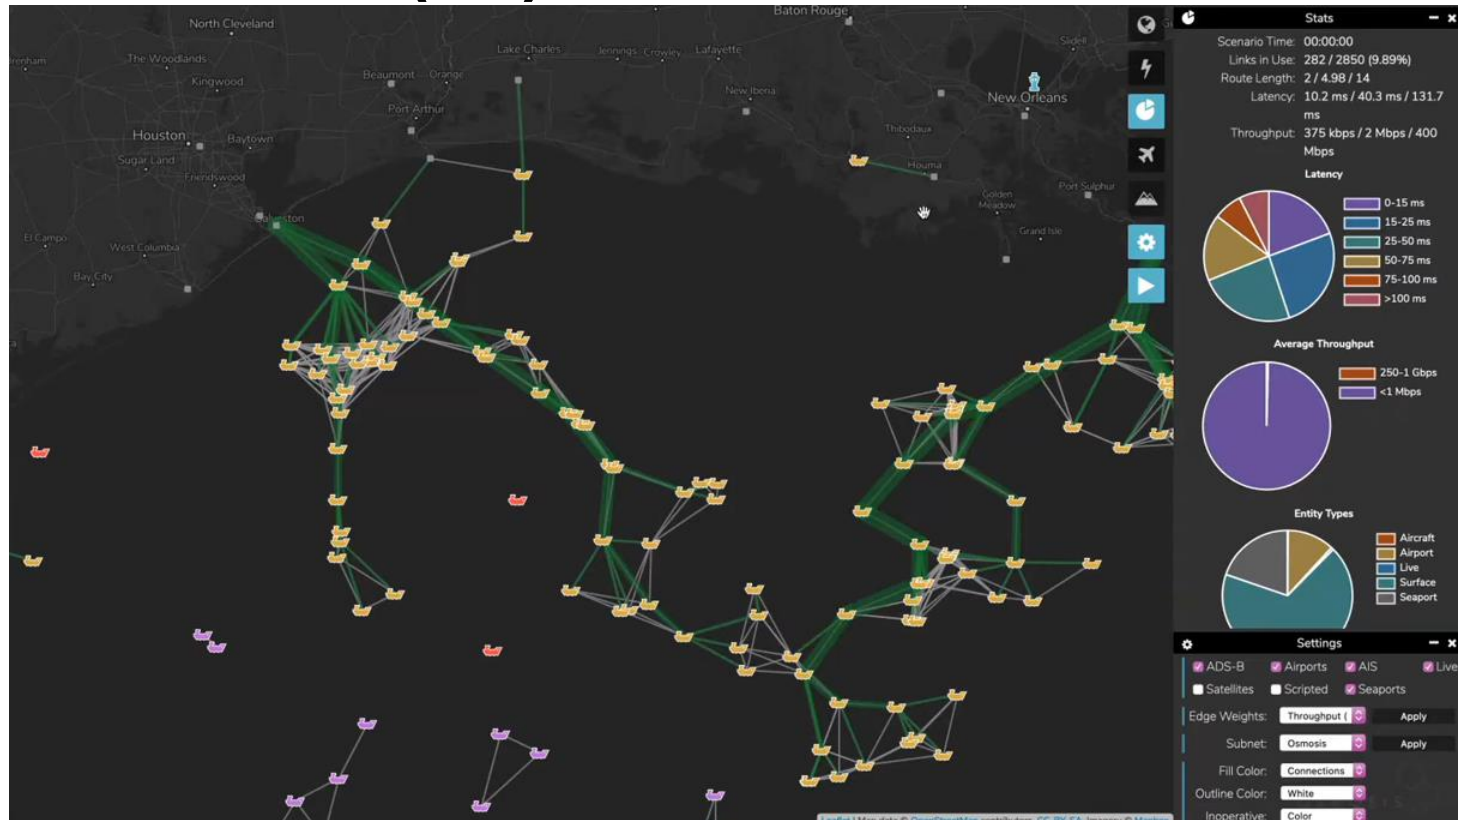 North Cleveland
The Woodlands
Kingwood
Beaumont
Orange
Port Arthur
Lake Charles
Jennings
Crowley
Lafayette
Baton Rouge
New Iberia
Slidell
New Orleans
Thibodaux
Houma
Golden
Meadow
Port Sulphur
Grand Isle
Houston
Baytown
Sugar Land
Friendswood
Galveston
El Campo
West Columbia
Bay City
Stats
Scenario Time: 00:00:00
Links in Use: 282 / 2850 (9.89%)
Route Length: 2 / 4.98 / 14
Latency: 10.2 ms / 40.3 ms / 131.7
ms
Throughput: 375 kbps / 2 Mbps / 400
Mbps
Latency
0-15 ms
15-25 ms
25-50 ms
50-75 ms
75-100 ms
>100 ms
Average Throughput
250-1 Gbps
<1 Mbps
Entity Types
Aircraft
Airport
Live
Surface
Seaport
Settings
ADS-B Airports AIS Live
Satellites Scripted Seaports
Edge Weights: Throughput ( Apply
Subnet: Osmosis Apply
Fill Color: Connections
Outline Color: White
Inoperative: Color